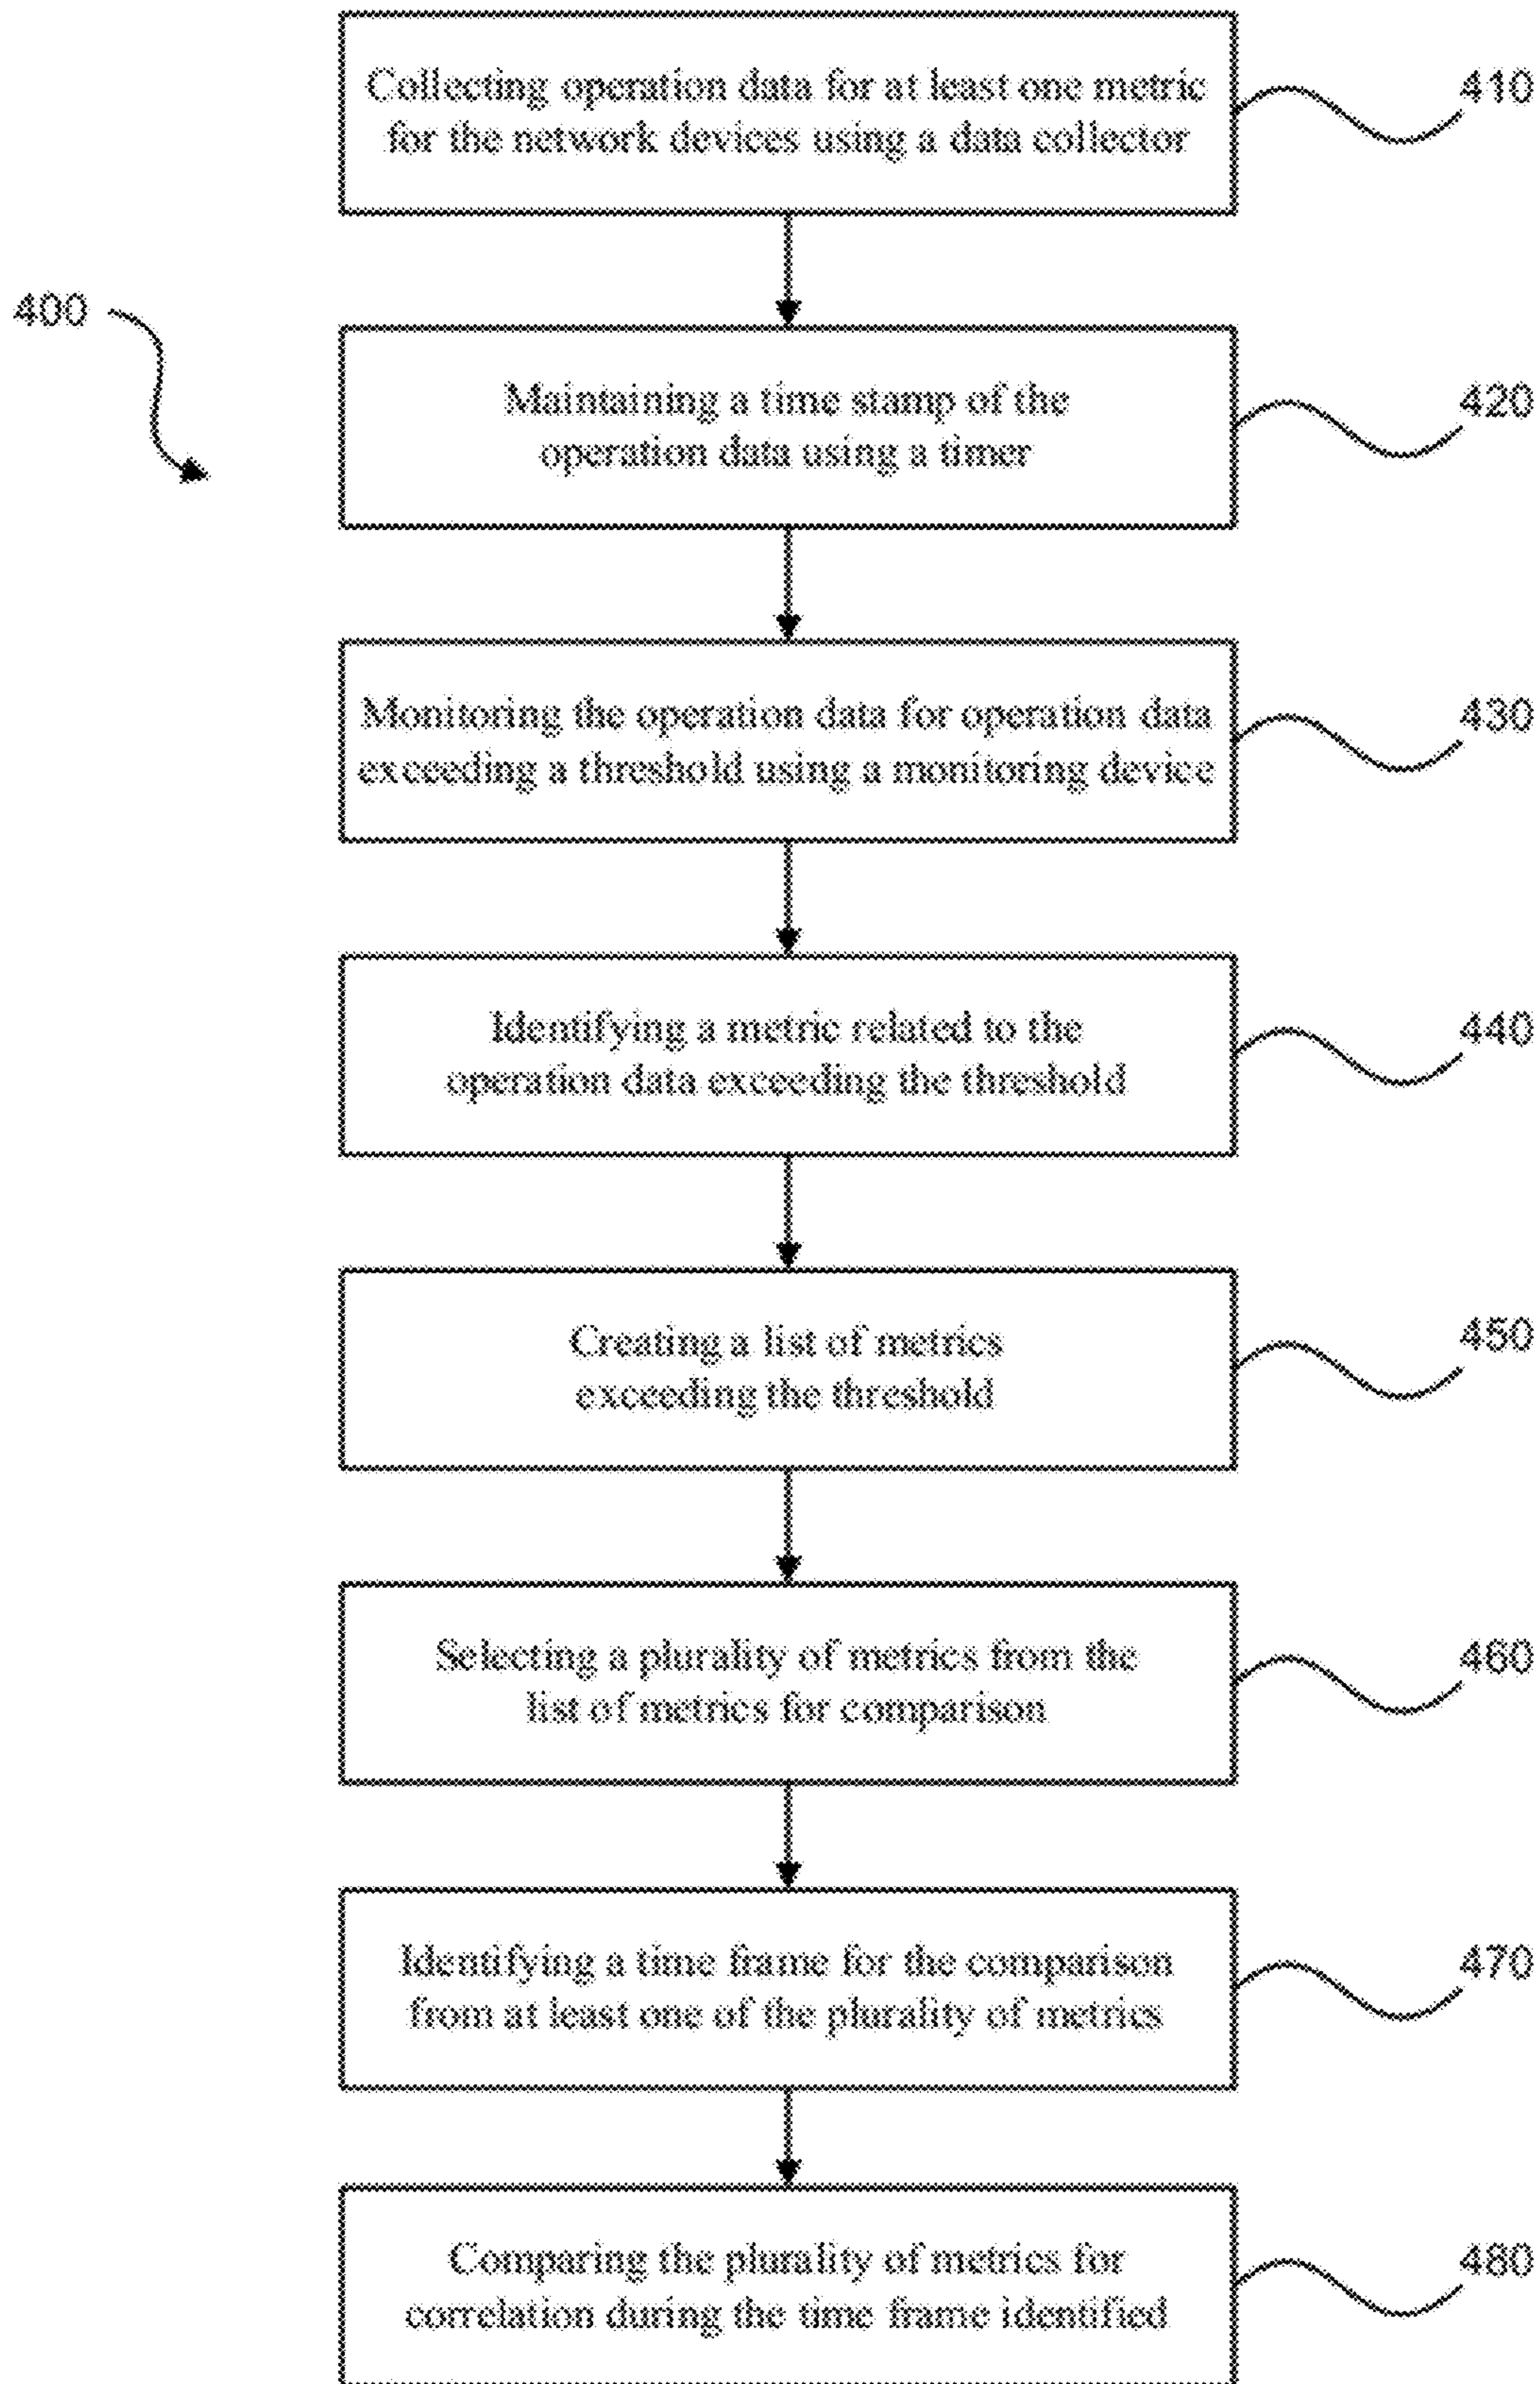 Collecting operation data for at least one metric
for the network devices using a data collector
410
400
Maintaining a time stamp of the
operation data using a timer
420
Monitoring the operation data for operation data
exceeding a threshold using a monitoring device
430
Identifying a metric related to the
operation data exceeding the threshold
440
Creating a list of metrics
exceeding the threshold
450
Selecting a plurality of metrics from the
list of metrics for comparison
460
Identifying a time frame for the comparison
from at least one of the plurality of metrics
470
Comparing the plurality of metrics for
correlation during the time frame identified
480